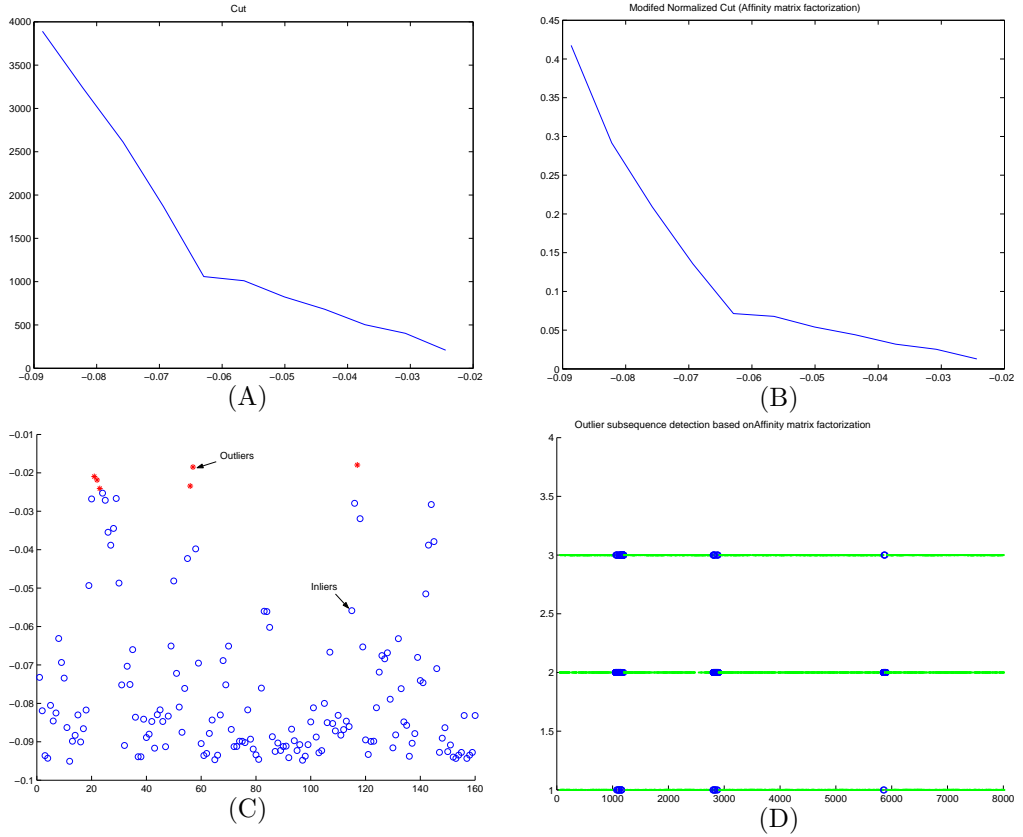 Cut
4000
3500
3000
2500
2000
1500
1000
500
0
−0.09 −0.08 −0.07 −0.06 −0.05 −0.04 −0.03 −0.02
(A)
Modifed Normalized Cut (Affinity matrix factorization)
0.45
0.4
0.35
0.3
0.25
0.2
0.15
0.1
0.05
0
−0.09 −0.08 −0.07 −0.06 −0.05 −0.04 −0.03 −0.02
(B)
−0.01
−0.02
−0.03
−0.04
−0.05
−0.06
−0.07
−0.08
−0.09
−0.1
Outliers
Inliers
0 20 40 60 80 100 120 140 160
(C)
Outlier subsequence detection based onAffinity matrix factorization
4
3.5
3
2.5
2
1.5
1
0 1000 2000 3000 4000 5000 6000 7000 8000
(D)